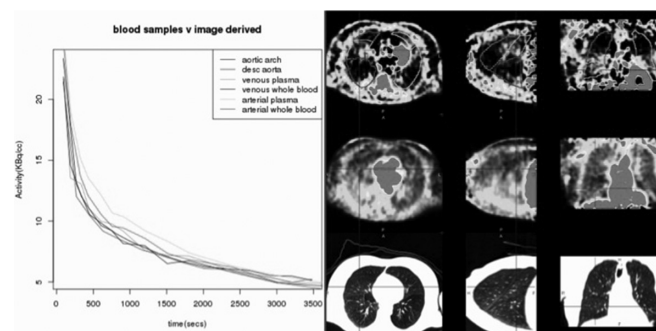 blood samples v image derived
aortic arch
desc aorta
venous plasma
venous whole blood
arterial plasma
arterial whole blood
Activity(KBq/cc)
20
15
10
5
0
500
1000
1500
2000
2500
3000
3500
time(secs)